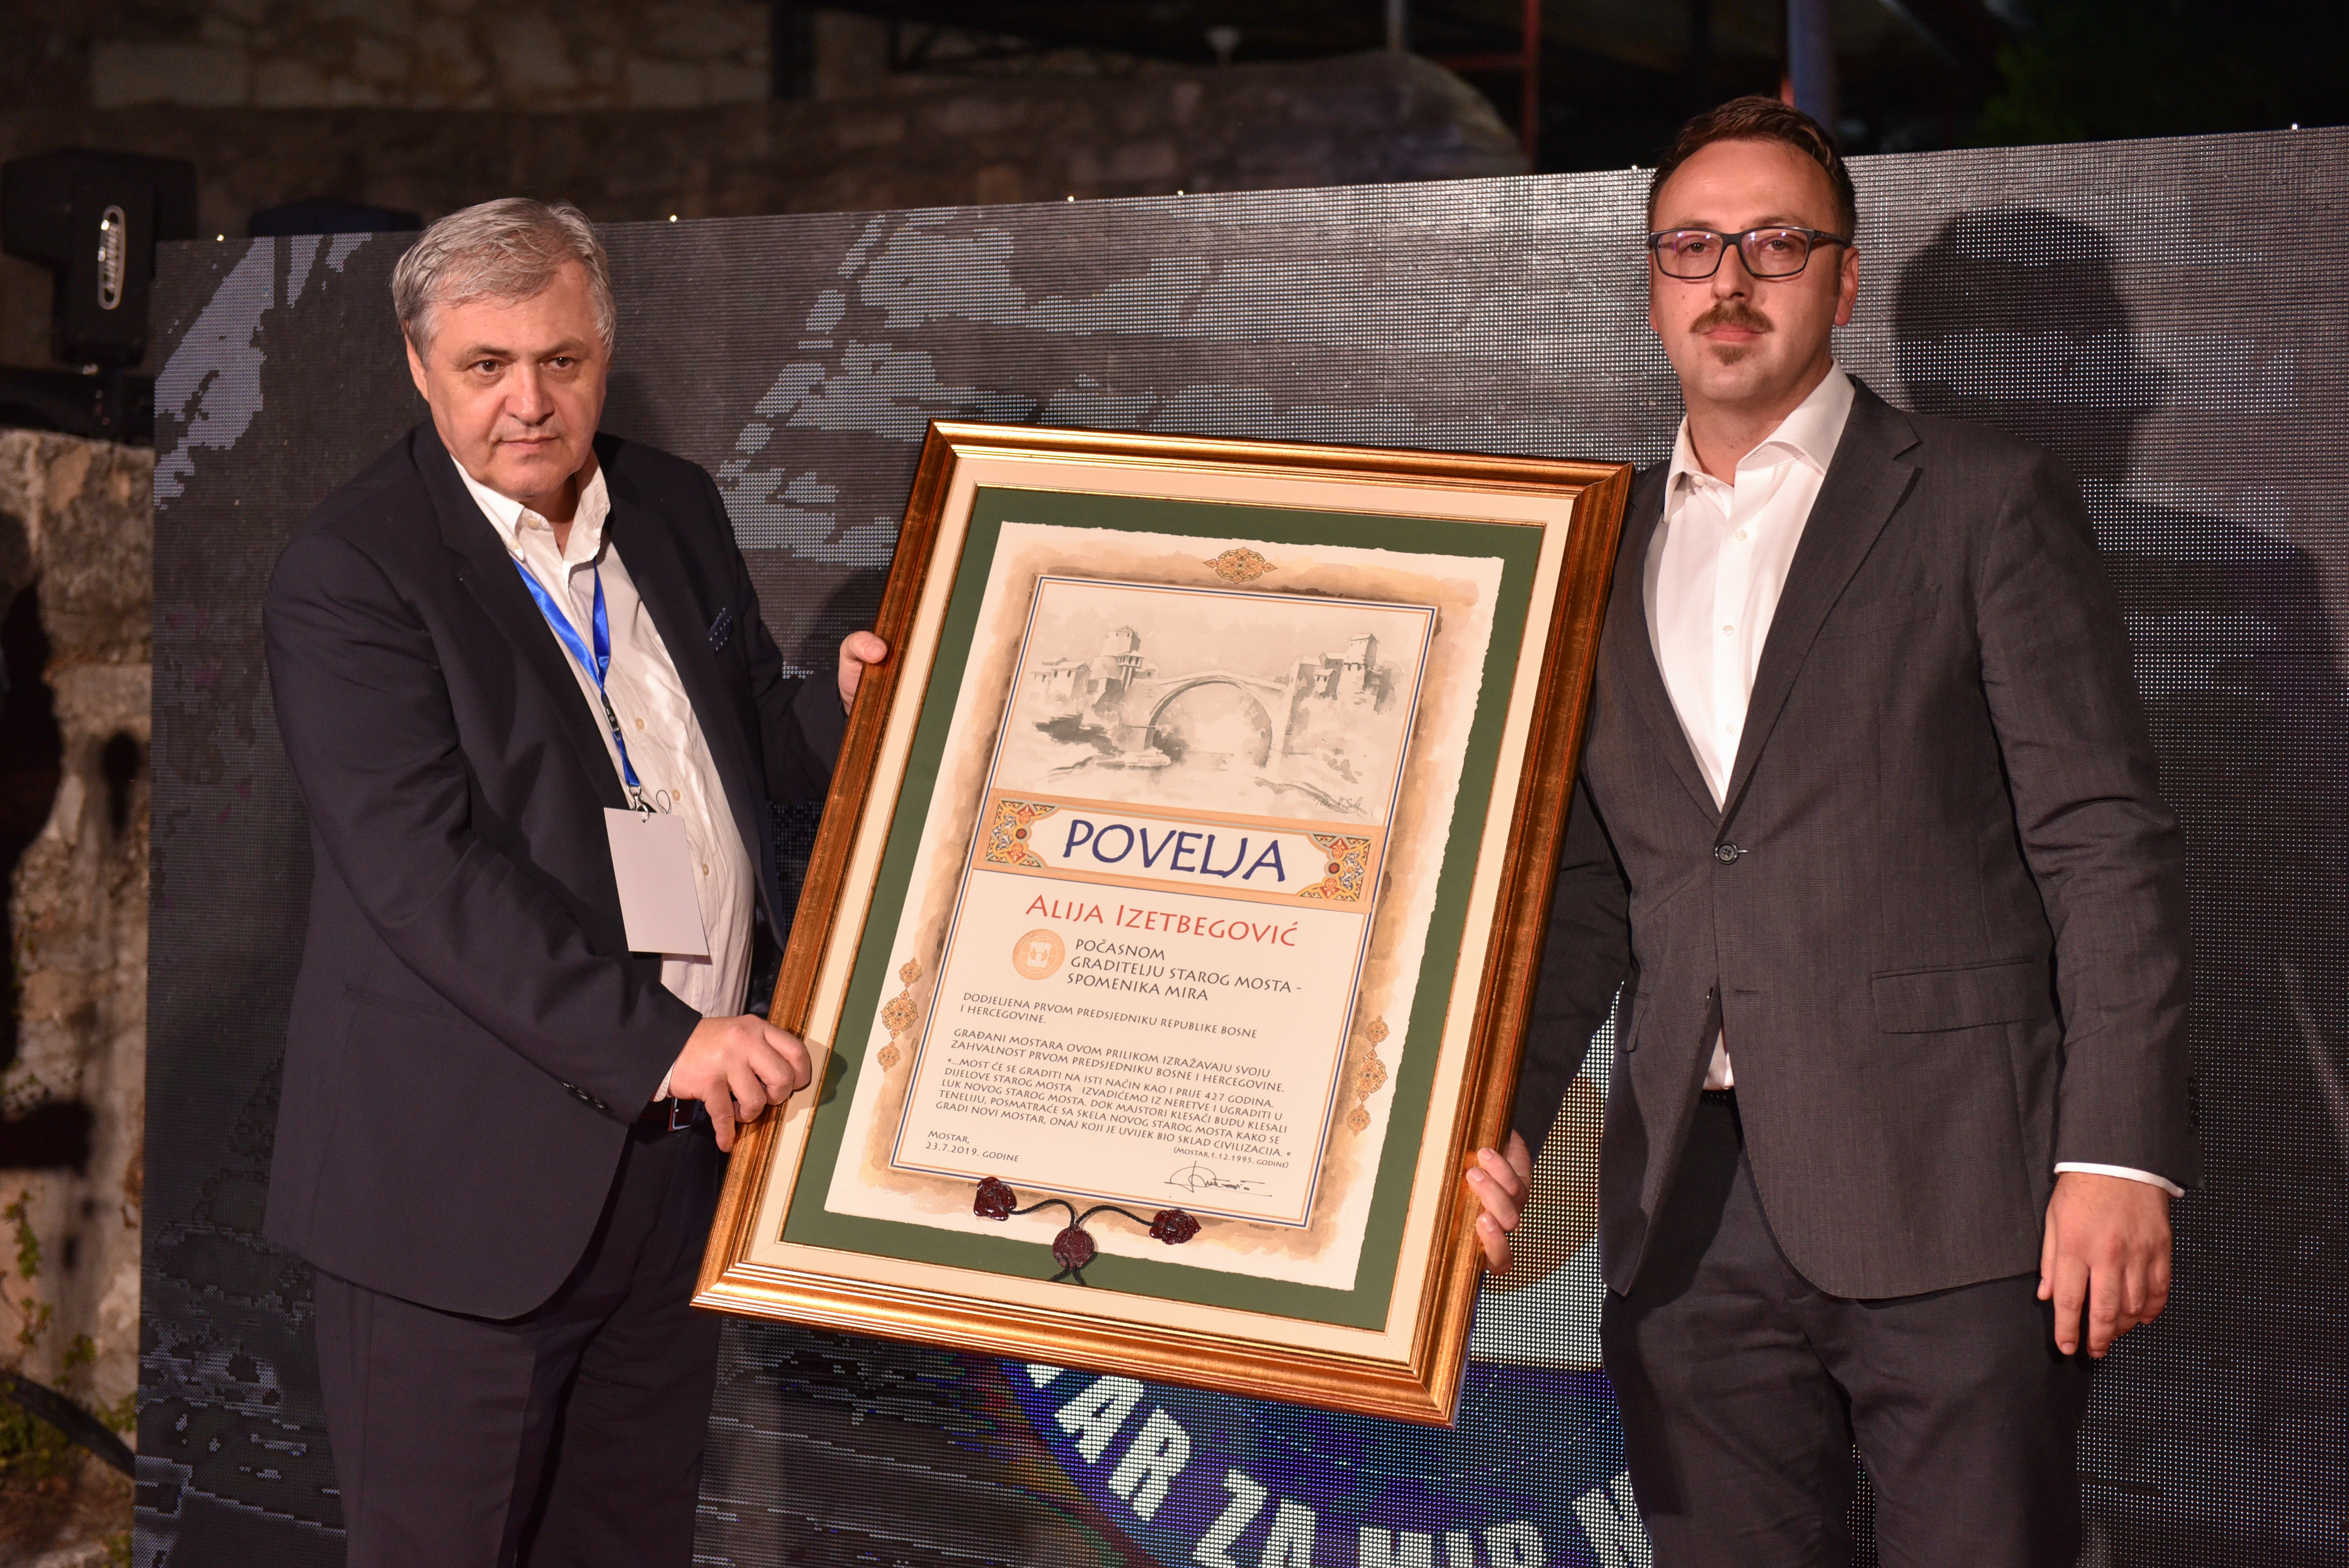 POVELJA
ALIJA IZETBEGOVIĆ
POČASNOM
GRADITELJU STAROG MOSTA -
SPOMENIKA MIRA
DODJELJENA PRVOM PREDSJEDNIKU REPUBLIKE BOSNE
I HERCEGOVINE.
GRAĐANI MOSTARA OVOM PRILIKOM IZRAŽAVAJU SVOJU
ZAHVALNOST PRVOM PREDSJEDNIKU BOSNE I HERCEGOVINE.
«...MOST ĆE SE GRADITI NA ISTI NAČIN KAO I PRIJE 427 GODINA.
DIJELOVE STAROG MOSTA IZVADIĆEMO IZ NERETVE I UGRADITI U
LUK NOVOG STAROG MOSTA. DOK MAJSTORI KLESAČI BUDU KLESALI
TENELIJU, POSMATRAĆE SA SKELA NOVOG STAROG MOSTA KAKO SE
GRADI NOVI MOSTAR, ONAJ KOJI JE UVIJEK BIO SKLAD CIVILIZACIJA. «
(MOSTAR,1.12.1995. GODINE)
MOSTAR,
23.7.2019. GODINE
AR ZA MIR